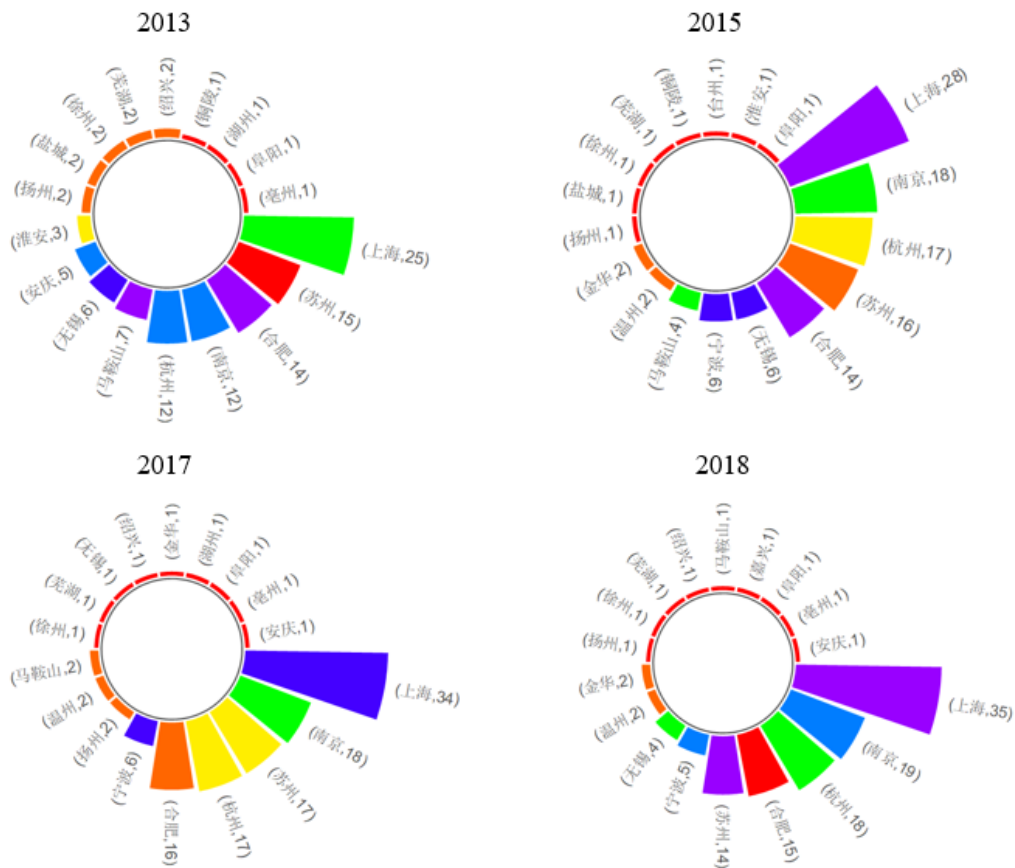 2013
(铜陵,1)
(湖州,1)
(阜阳,1)
(亳州,1)
(上海,25)
(苏州,15)
(合肥,14)
(南京,12)
(杭州,12)
(马鞍山,7)
(无锡,6)
(安庆,5)
(淮安,3)
(扬州,2)
(盐城,2)
(徐州,2)
(芜湖,2)
2015
(台州,1)
(淮安,1)
(阜阳,1)
(上海,28)
(南京,18)
(杭州,17)
(苏州,16)
(合肥,14)
(无锡,6)
(宁波,6)
(马鞍山,4)
(温州,2)
(金华,2)
(扬州,1)
(盐城,1)
(徐州,1)
(芜湖,1)
(铜陵,1)
2017
(金华,1)
(湖州,1)
(阜阳,1)
(亳州,1)
(安庆,1)
(上海,34)
(南京,18)
(苏州,17)
(杭州,17)
(合肥,16)
(宁波,6)
(扬州,2)
(温州,2)
(马鞍山,2)
(徐州,1)
(芜湖,1)
(无锡,1)
(绍兴,1)
2018
(马鞍山,1)
(嘉兴,1)
(阜阳,1)
(亳州,1)
(安庆,1)
(上海,35)
(南京,19)
(杭州,18)
(合肥,15)
(苏州,14)
(宁波,5)
(无锡,4)
(温州,2)
(金华,2)
(扬州,1)
(徐州,1)
(芜湖,1)
(绍兴,1)